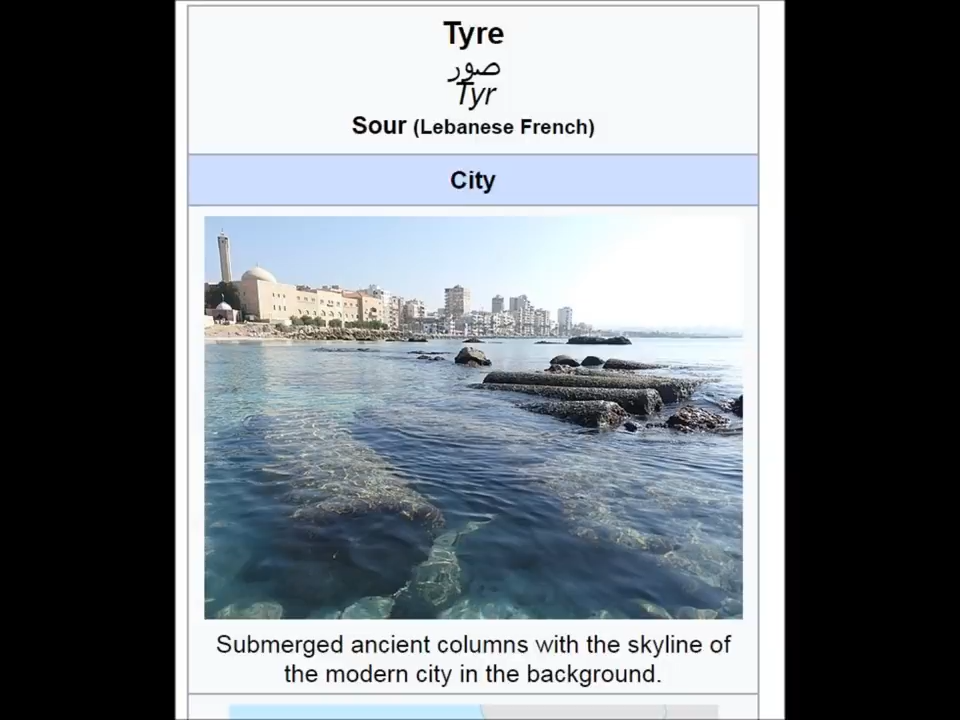 Tyre
صور
Tyr
Sour (Lebanese French)
City
Submerged ancient columns with the skyline of
the modern city in the background.